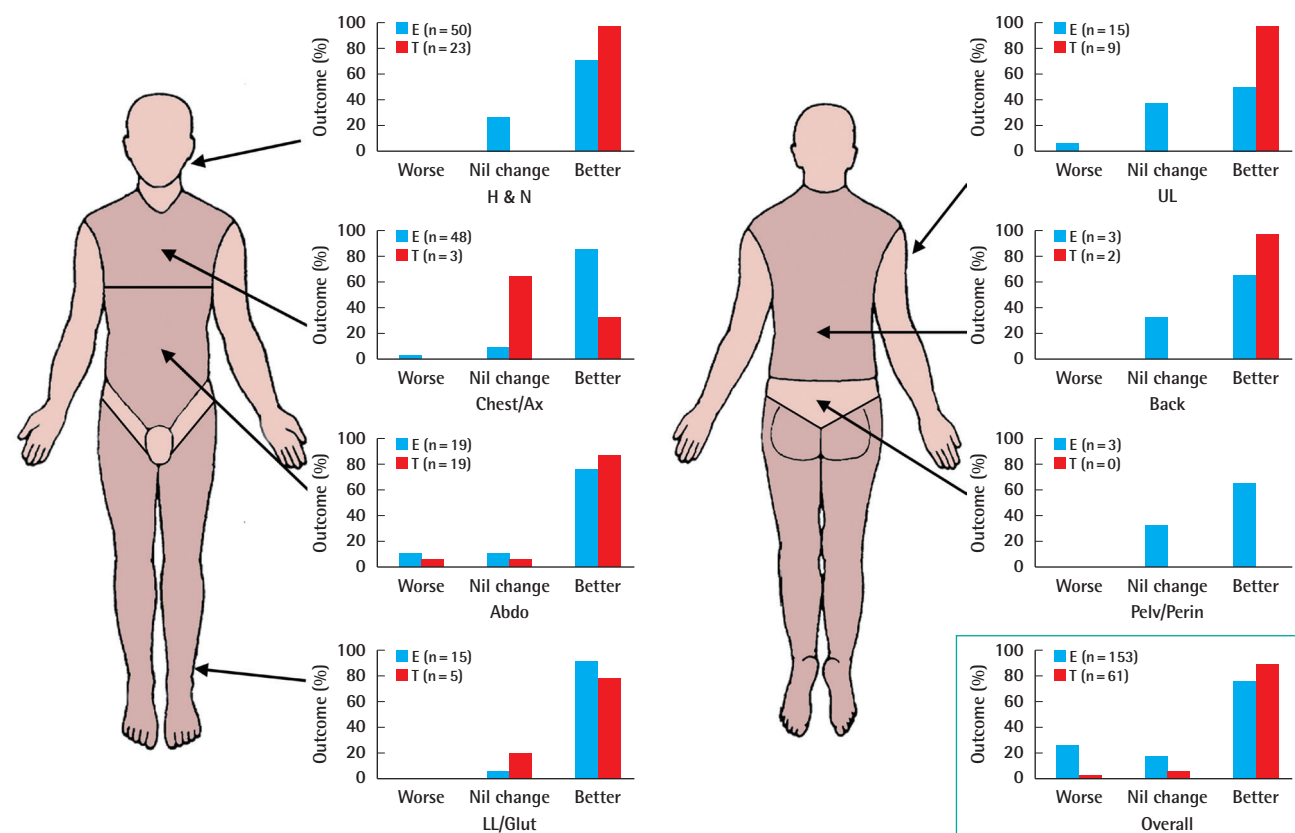 100
80
60
40
20
0
Outcome (%)
E (n = 50)
T (n = 23)
Worse Nil change Better
H & N
100
80
60
40
20
0
Outcome (%)
E (n = 48)
T (n = 3)
Worse Nil change Better
Chest/Ax
100
80
60
40
20
0
Outcome (%)
E (n = 19)
T (n = 19)
Worse Nil change Better
Abdo
100
80
60
40
20
0
Outcome (%)
E (n = 15)
T (n = 5)
Worse Nil change Better
LL/Glut
100
80
60
40
20
0
Outcome (%)
E (n = 15)
T (n = 9)
Worse Nil change Better
UL
100
80
60
40
20
0
Outcome (%)
E (n = 3)
T (n = 2)
Worse Nil change Better
Back
100
80
60
40
20
0
Outcome (%)
E (n = 3)
T (n = 0)
Worse Nil change Better
Pelv/Perin
100
80
60
40
20
0
Outcome (%)
E (n = 153)
T (n = 61)
Worse Nil change Better
Overall